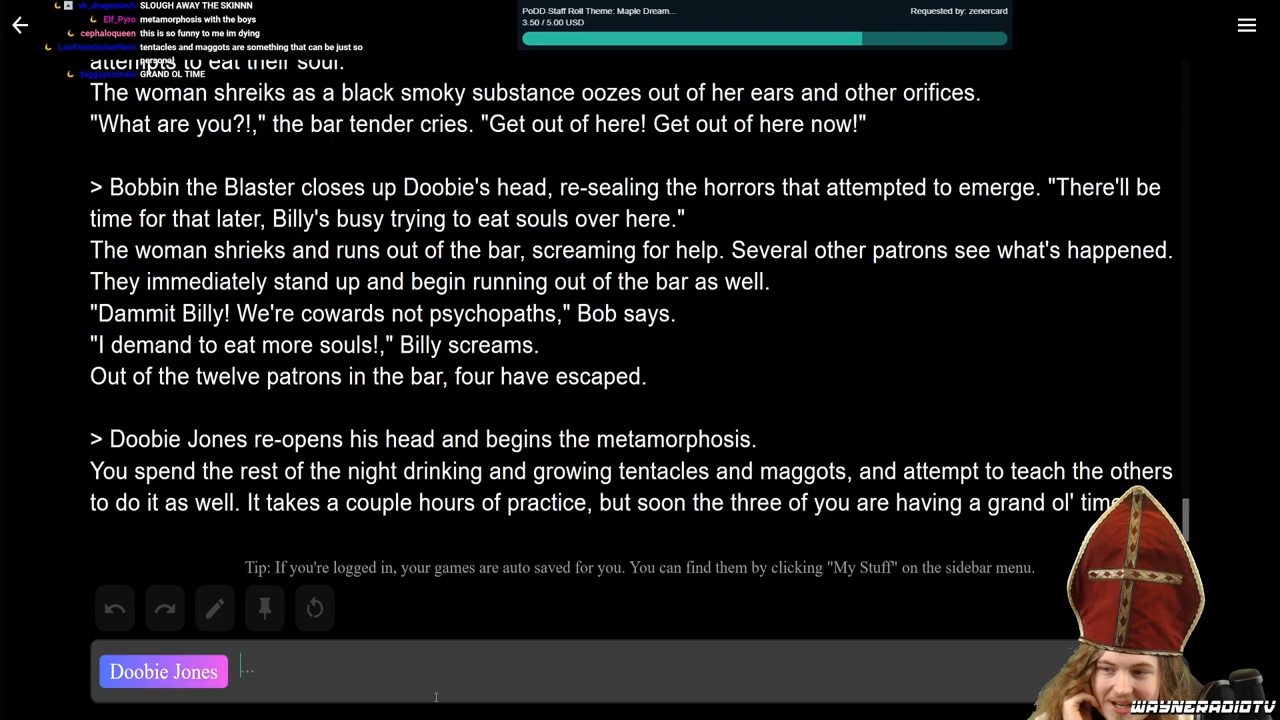 vk_dragontech SLOUGH AWAY THE SKINNN
Elf_Pyro metamorphosis with the boys
cephaloqueen this is so funny to me im dying
LouFromGuitarHero tentacles and maggots are something that can be just so
personal
biggayonmain GRAND OL TIME
PoDD Staff Roll Theme: Maple Dream...
Requested by: zenercard
3.50 / 5.00 USD
attempts to eat their soul.
The woman shreiks as a black smoky substance oozes out of her ears and other orifices.
"What are you?!," the bar tender cries. "Get out of here! Get out of here now!"
> Bobbin the Blaster closes up Doobie's head, re-sealing the horrors that attempted to emerge. "There'll be
time for that later, Billy's busy trying to eat souls over here."
The woman shrieks and runs out of the bar, screaming for help. Several other patrons see what's happened.
They immediately stand up and begin running out of the bar as well.
"Dammit Billy! We're cowards not psychopaths," Bob says.
"I demand to eat more souls!," Billy screams.
Out of the twelve patrons in the bar, four have escaped.
> Doobie Jones re-opens his head and begins the metamorphosis.
You spend the rest of the night drinking and growing tentacles and maggots, and attempt to teach the others
to do it as well. It takes a couple hours of practice, but soon the three of you are having a grand ol' time
Tip: If you're logged in, your games are auto saved for you. You can find them by clicking "My Stuff" on the sidebar menu.
Doobie Jones ...
WAYNERADIOTV